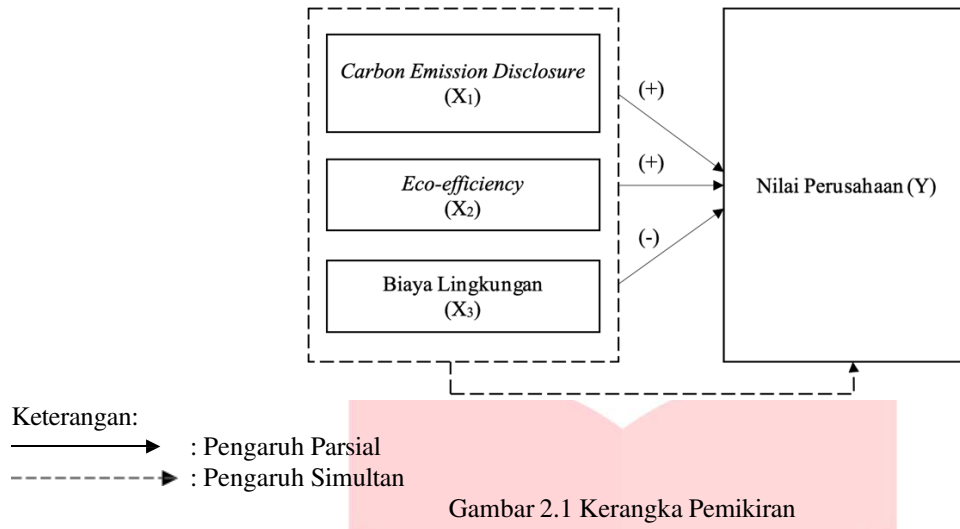 Carbon Emission Disclosure
(X₁)
(+)
Eco-efficiency
(X₂)
(+)
Nilai Perusahaan (Y)
Biaya Lingkungan
(X₃)
(-)
Keterangan:
: Pengaruh Parsial
: Pengaruh Simultan
Gambar 2.1 Kerangka Pemikiran